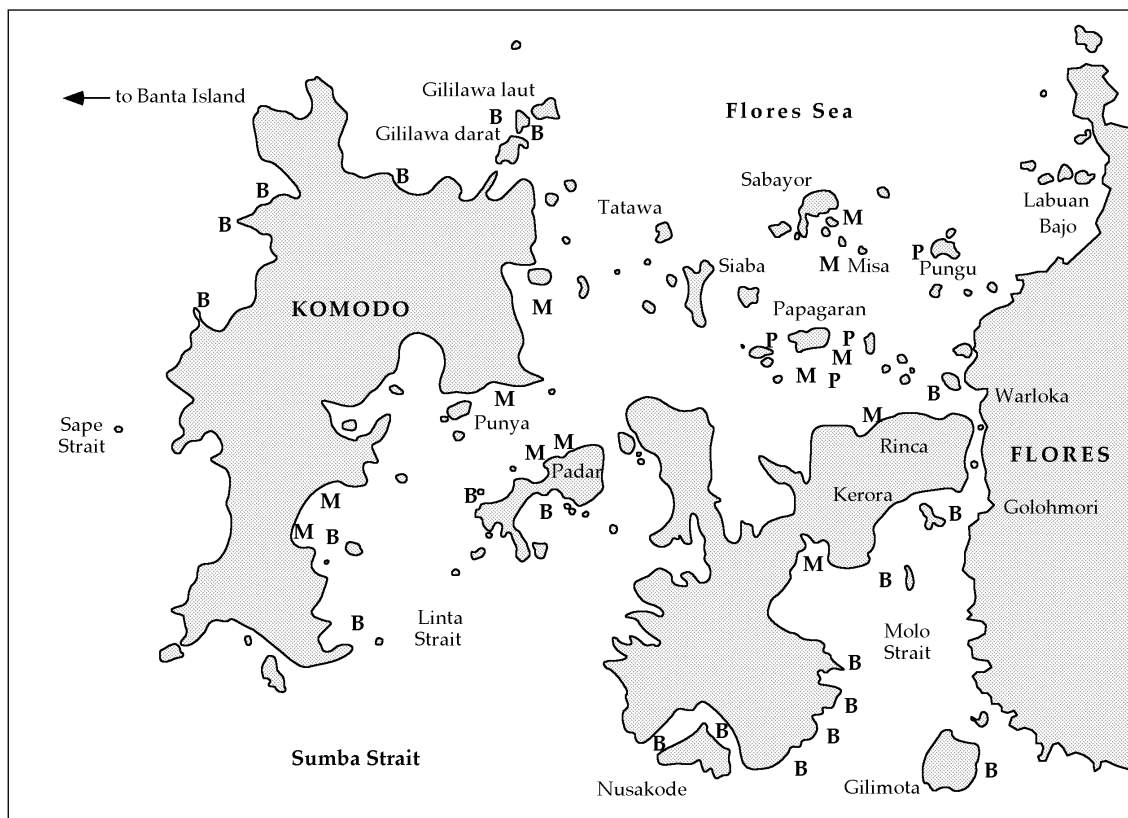 to Banta Island
Gililawa laut
B
B
Gililawa darat
Flores Sea
B
B
B
Sabayor
M
Tatawa
Labuan
Bajo
P
Siaba
M
Misa
Pungu
B
KOMODO
M
Papagaran
P
P
M
M
P
B
Warloka
M
Punya
M
Rinca
Sape
Strait
M
M
Padar
FLORES
Kerora
B
B
M
B
Golohmori
M
B
M
B
B
Linta
Strait
Molo
Strait
B
B
B
B
B
B
B
Sumba Strait
Nusakode
Gilimota